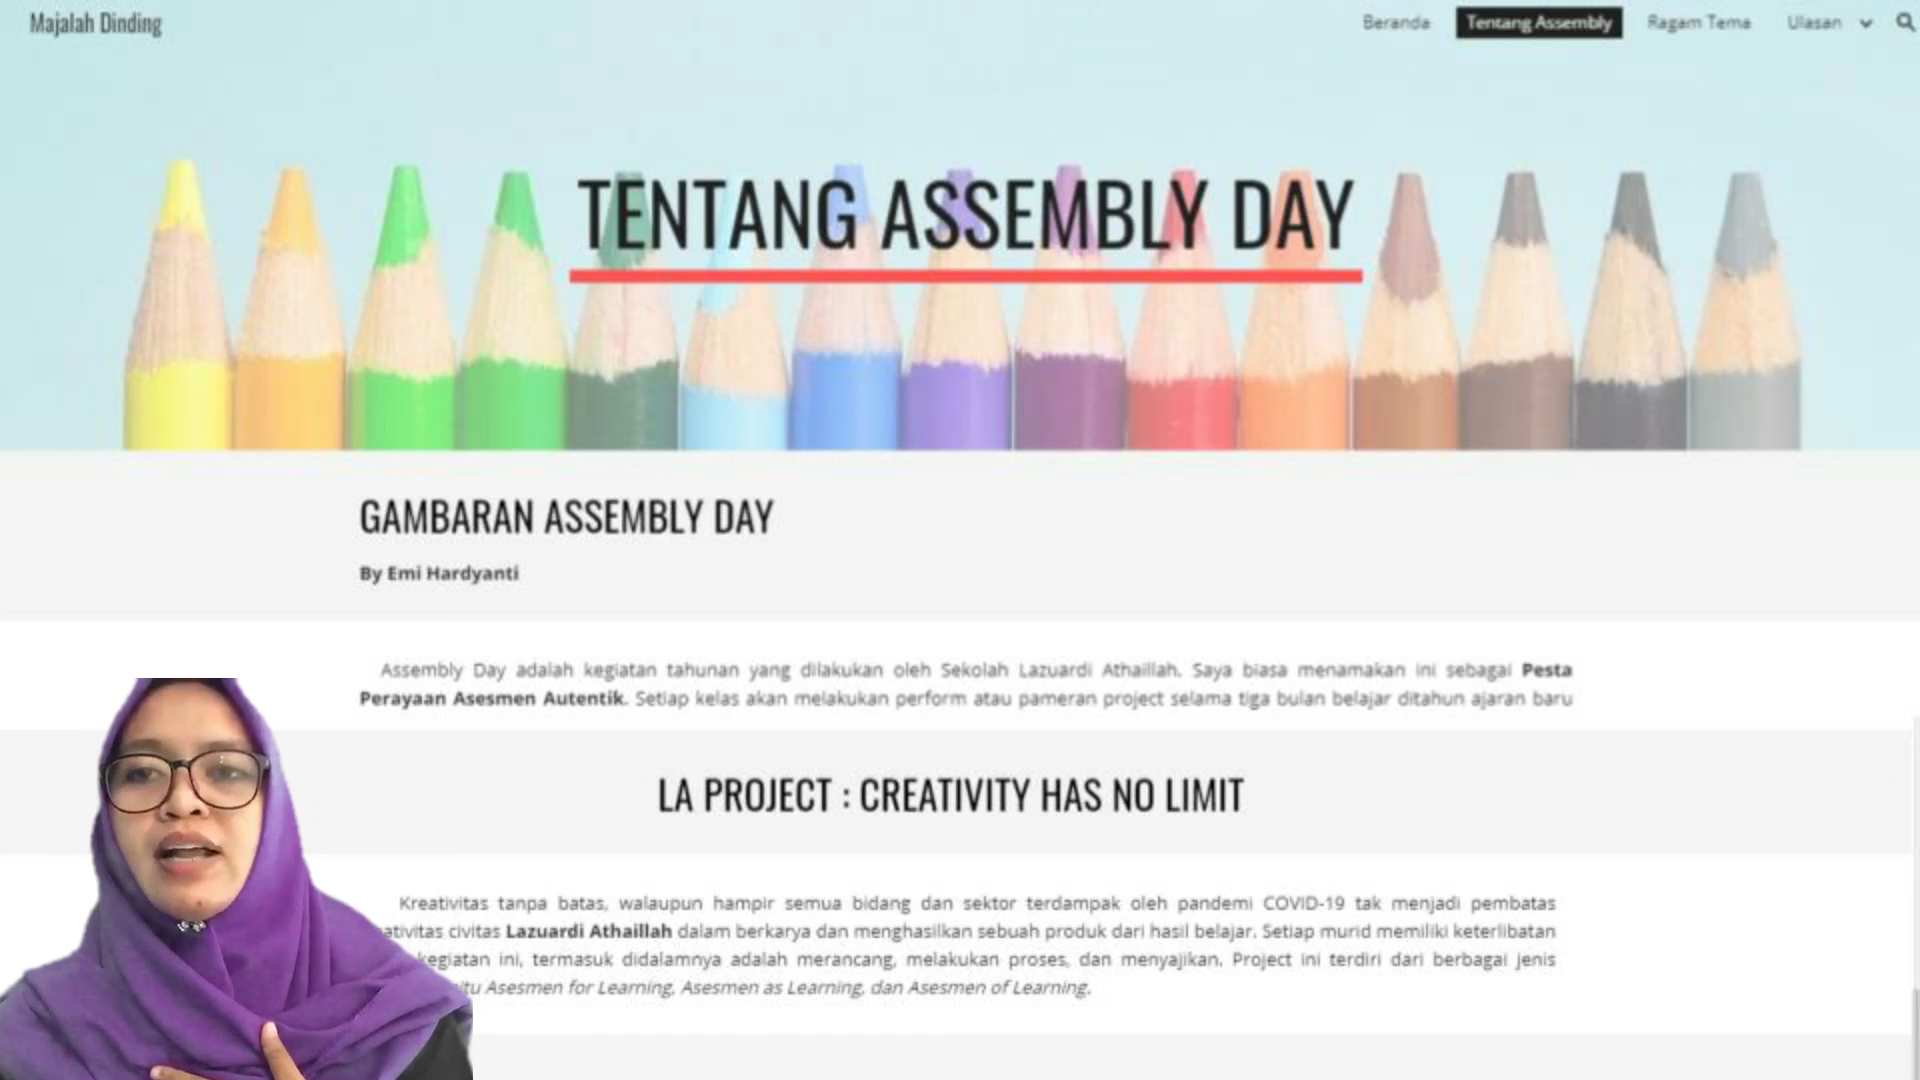 Majalah Dinding
Beranda
Tentang Assembly
Ragam Tema
Ulasan
TENTANG ASSEMBLY DAY
GAMBARAN ASSEMBLY DAY
By Emi Hardyanti
Assembly Day adalah kegiatan tahunan yang dilakukan oleh Sekolah Lazuardi Athaillah. Saya biasa menamakan ini sebagai Pesta
Perayaan Asesmen Autentik. Setiap kelas akan melakukan perform atau pameran project selama tiga bulan belajar ditahun ajaran baru
LA PROJECT : CREATIVITY HAS NO LIMIT
Kreativitas tanpa batas, walaupun hampir semua bidang dan sektor terdampak oleh pandemi COVID-19 tak menjadi pembatas
civitas Lazuardi Athaillah dalam berkarya dan menghasilkan sebuah produk dari hasil belajar. Setiap murid memiliki keterlibatan
kegiatan ini, termasuk didalamnya adalah merancang, melakukan proses, dan menyajikan. Project ini terdiri dari berbagai jenis
Asesmen for Learning, Asesmen as Learning, dan Asesmen of Learning.